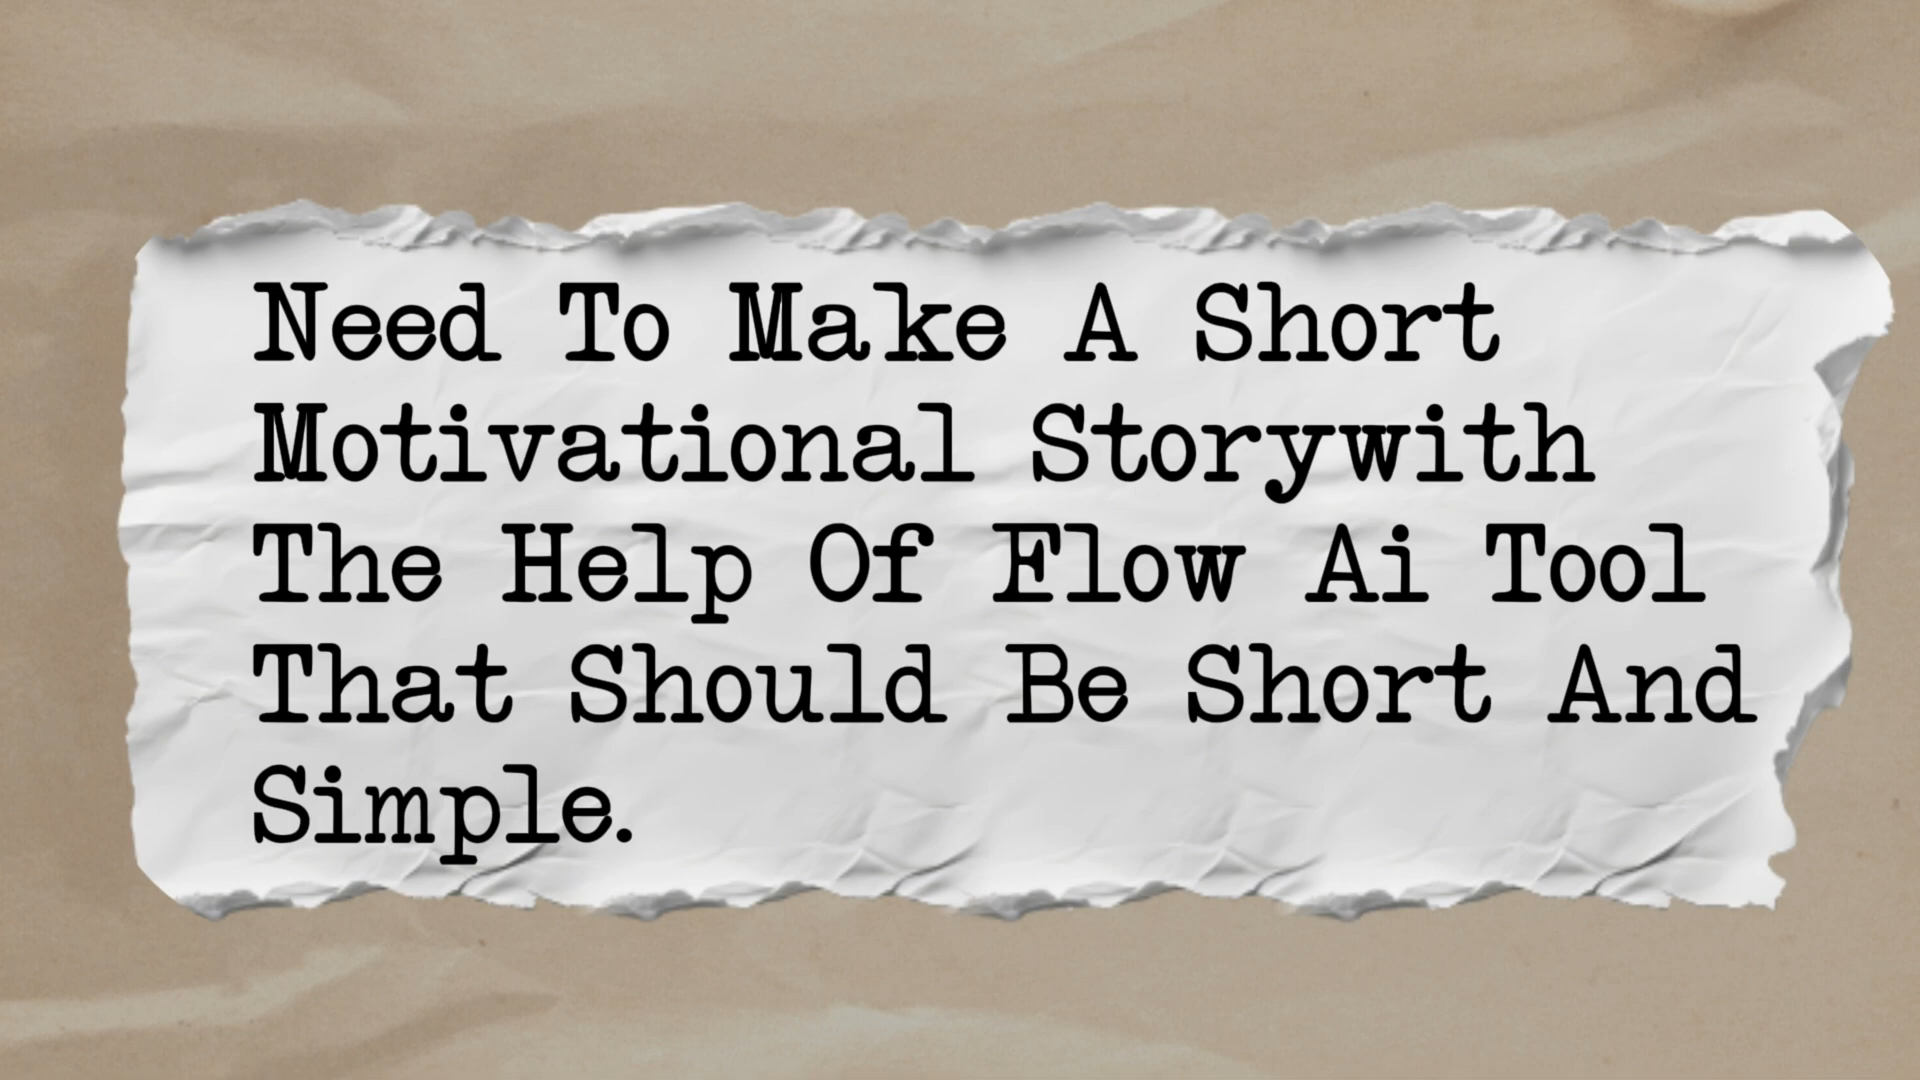 Need To Make A Short
Motivational Storywith
The Help Of Flow Ai Tool
That Should Be Short And
Simple.